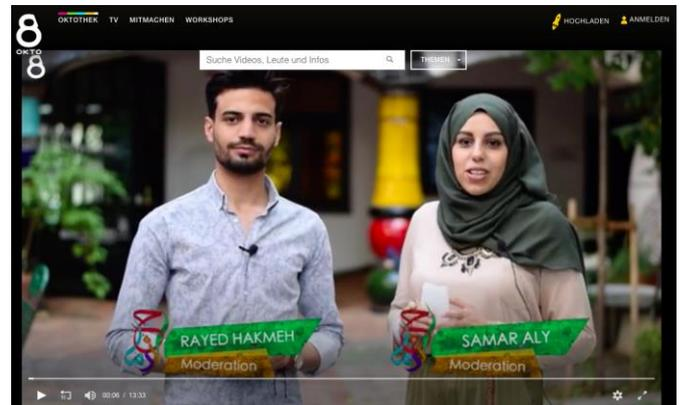 OKTOTHEK TV MITMACHEN WORKSHOPS HOCHLADEN ANMELDEN
8
OKTO
8
Suche Videos, Leute und Infos THEMEN
RAYED HAKMEH
Moderation
SAMAR ALY
Moderation
00:06 / 13:33